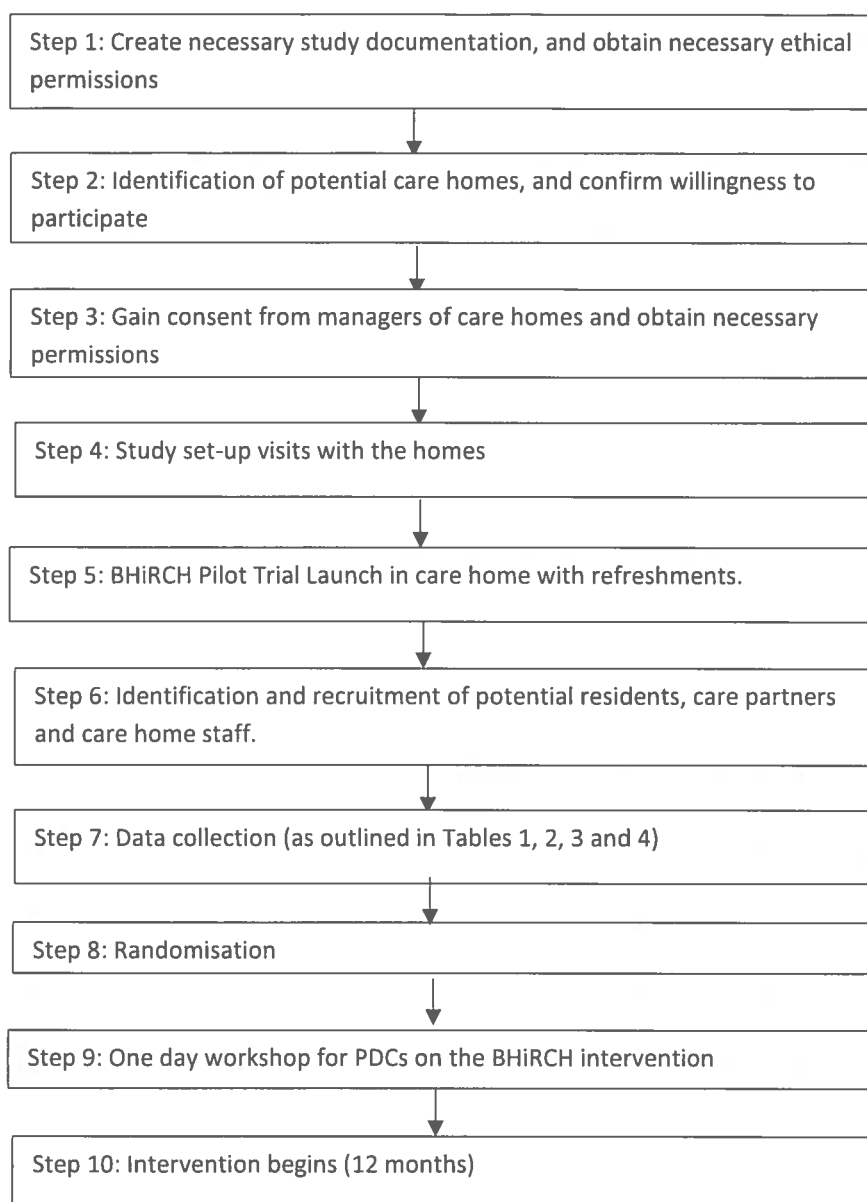 Step 1: Create necessary study documentation, and obtain necessary ethical
permissions
Step 2: Identification of potential care homes, and confirm willingness to
participate
Step 3: Gain consent from managers of care homes and obtain necessary
permissions
Step 4: Study set-up visits with the homes
Step 5: BHiRCH Pilot Trial Launch in care home with refreshments.
Step 6: Identification and recruitment of potential residents, care partners
and care home staff.
Step 7: Data collection (as outlined in Tables 1, 2, 3 and 4)
Step 8: Randomisation
Step 9: One day workshop for PDCs on the BHiRCH intervention
Step 10: Intervention begins (12 months)